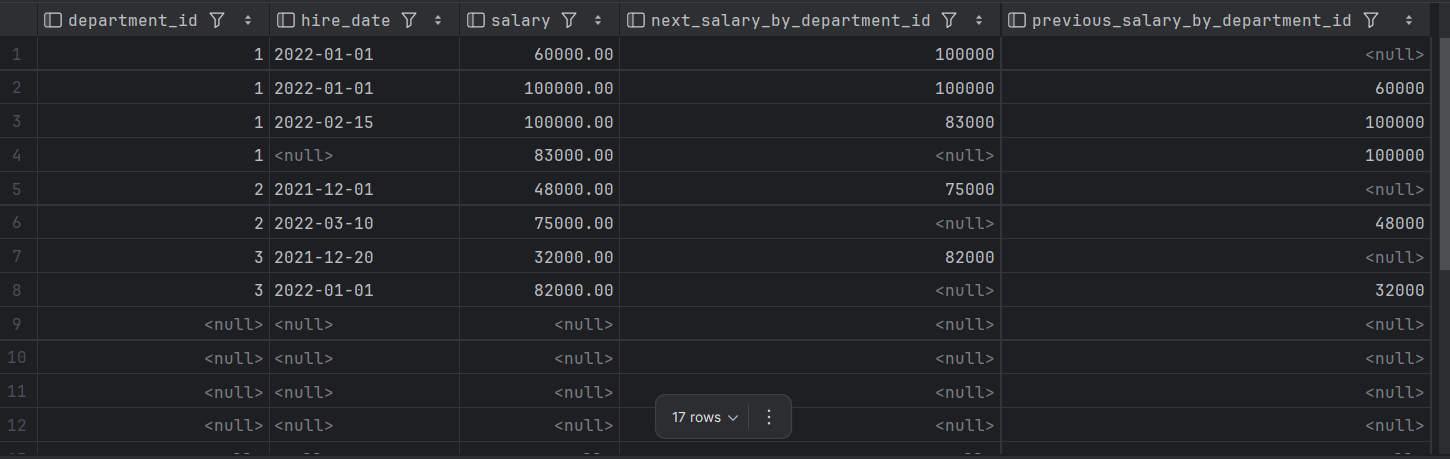 department_id hire_date salary next_salary_by_department_id previous_salary_by_department_id
1 1 2022-01-01 60000.00 100000 <null>
2 1 2022-01-01 100000.00 100000 60000
3 1 2022-02-15 100000.00 83000 100000
4 1 <null> 83000.00 <null> 100000
5 2 2021-12-01 48000.00 75000 <null>
6 2 2022-03-10 75000.00 <null> 48000
7 3 2021-12-20 32000.00 82000 <null>
8 3 2022-01-01 82000.00 <null> 32000
9 <null> <null> <null> <null> <null>
10 <null> <null> <null> <null> <null>
11 <null> <null> <null> <null> <null>
12 <null> <null> <null> <null> <null>
17 rows